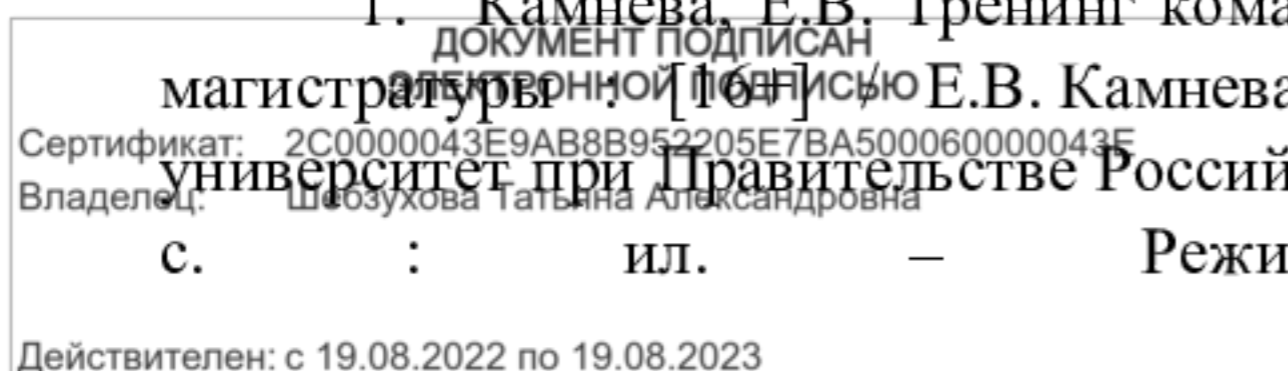 1. Камнева, Е.В. Тренинг кома
ДОКУМЕНТ ПОДПИСАН
ЭЛЕКТРОННОЙ ПОДПИСЬЮ
магистратуры : [16+] / Е.В. Камнева
Сертификат: 2C0000043E9AB8B952205E7BA500060000043E
университет при Правительстве Россий
Владелец: Шебзухова Татьяна Александровна
с. : ил. – Режи
Действителен: с 19.08.2022 по 19.08.2023